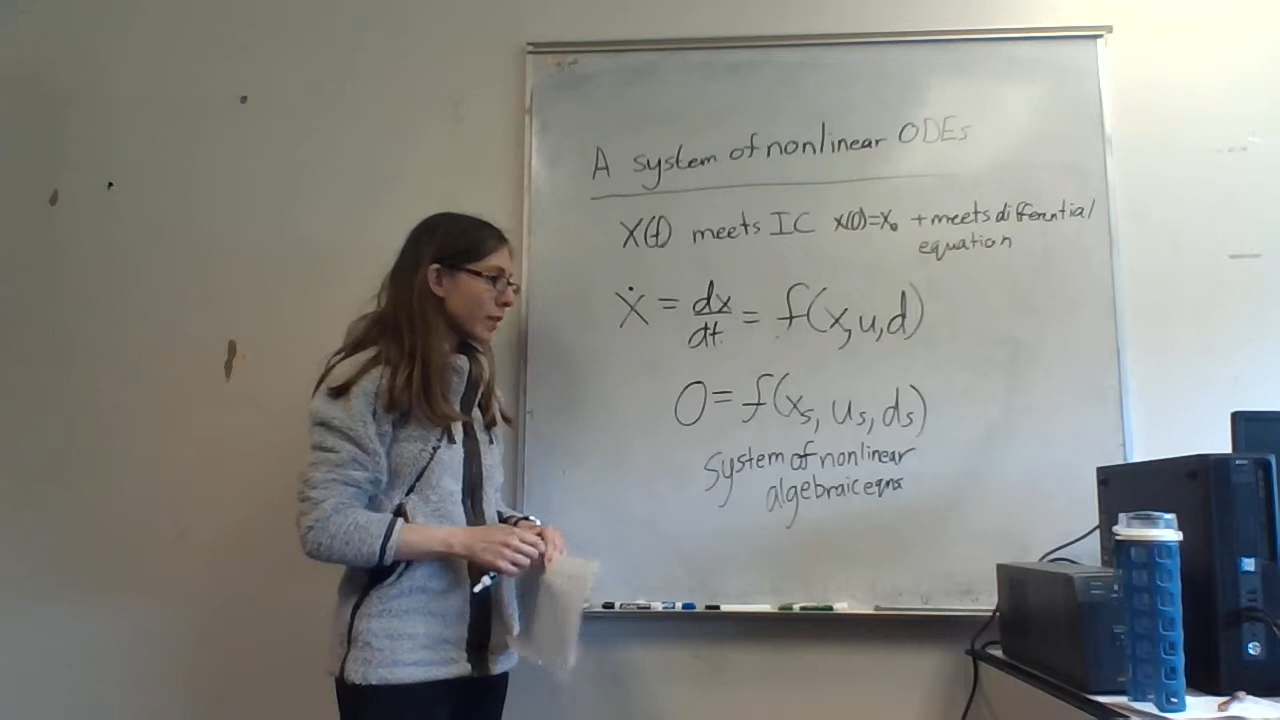 A system of nonlinear ODEs
X(t) meets IC x(0)=x₀ + meets differential
equation
ẋ = dx/dt = f(x,u,d)
0 = f(xₛ, uₛ, dₛ)
system of nonlinear
algebraic eqns